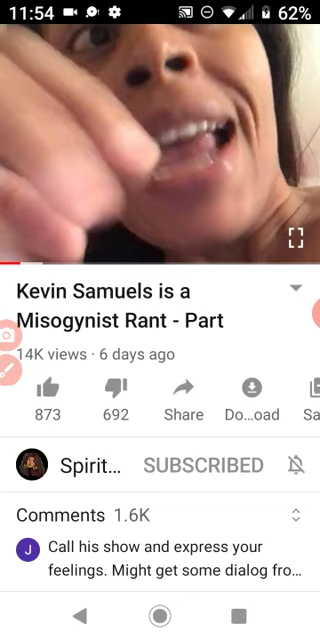 11:54 62%
Kevin Samuels is a
Misogynist Rant - Part
14K views · 6 days ago
873 692 Share Do...oad Sa
Spirit... SUBSCRIBED
Comments 1.6K
J Call his show and express your
feelings. Might get some dialog fro...